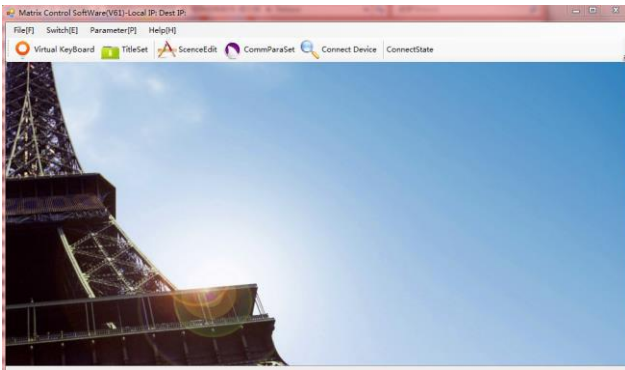 Matrix Control SoftWare(V61)-Local IP: Dest IP:
File[F] Switch[E] Parameter[P] Help[H]
Virtual KeyBoard TitleSet ScenceEdit CommParaSet Connect Device ConnectState